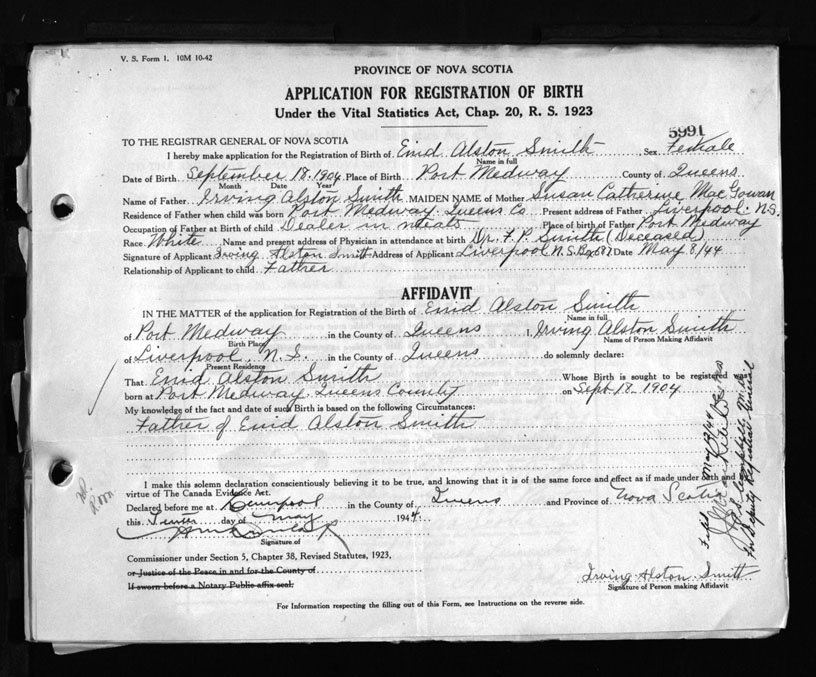 V. S. Form 1. 10M 10-42
PROVINCE OF NOVA SCOTIA
APPLICATION FOR REGISTRATION OF BIRTH
Under the Vital Statistics Act, Chap. 20, R. S. 1923
5991
TO THE REGISTRAR GENERAL OF NOVA SCOTIA
I hereby make application for the Registration of Birth of Enid Alston Smith Sex Female
Name in full
Date of Birth September 18, 1904 Place of Birth Port Medway County of Queens
Month Date Year
Name of Father Irving Alston Smith MAIDEN NAME of Mother Susan Catherine MacGowan
Residence of Father when child was born Port Medway. Queens Co Present address of Father Liverpool. N.S.
Occupation of Father at Birth of child Dealer in meats Place of birth of Father Port Medway
Race White Name and present address of Physician in attendance at birth Dr. F. P. Smith (Deceased)
Signature of Applicant Irving Alston Smith Address of Applicant Liverpool N.S. Box 587 Date May 8/44
Relationship of Applicant to child Father
AFFIDAVIT
IN THE MATTER of the application for Registration of the Birth of Enid Alston Smith
Name in full
of Port Medway in the County of Queens I, Irving Alston Smith
Birth Place Name of Person Making Affidavit
of Liverpool, N.S. in the County of Queens do solemnly declare:
Present Residence
That Enid Alston Smith Whose Birth is sought to be registered
born at Port Medway Queens County on Sept 18 - 1904
My knowledge of the fact and date of such Birth is based on the following Circumstances:
Father of Enid Alston Smith
I make this solemn declaration conscientiously believing it to be true, and knowing that it is of the same force and effect as if made under oath and by
virtue of The Canada Evidence Act.
Declared before me at Liverpool in the County of Queens and Province of Nova Scotia
this day of May 1944
Signature of
Commissioner under Section 5, Chapter 38, Revised Statutes, 1923,
or Justice of the Peace in and for the County of
If sworn before a Notary Public affix seal.
Irving Alston Smith
Signature of Person making Affidavit
For Information respecting the filling out of this Form, see Instructions on the reverse side.
Filed May 13/44
Deputy Registrar General